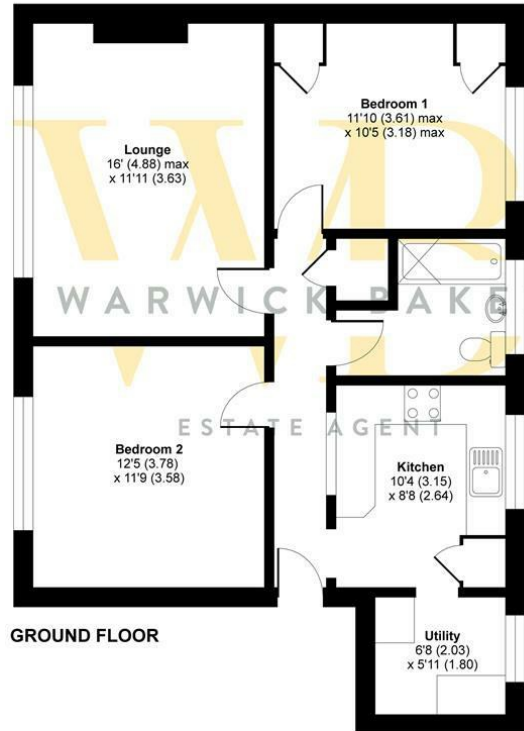 Lounge
16' (4.88) max
x 11'11 (3.63)
Bedroom 1
11'10 (3.61) max
x 10'5 (3.18) max
WB
WARWICK BAKE
ESTATE AGENT
Bedroom 2
12'5 (3.78)
x 11'9 (3.58)
Kitchen
10'4 (3.15)
x 8'8 (2.64)
GROUND FLOOR
Utility
6'8 (2.03)
x 5'11 (1.80)